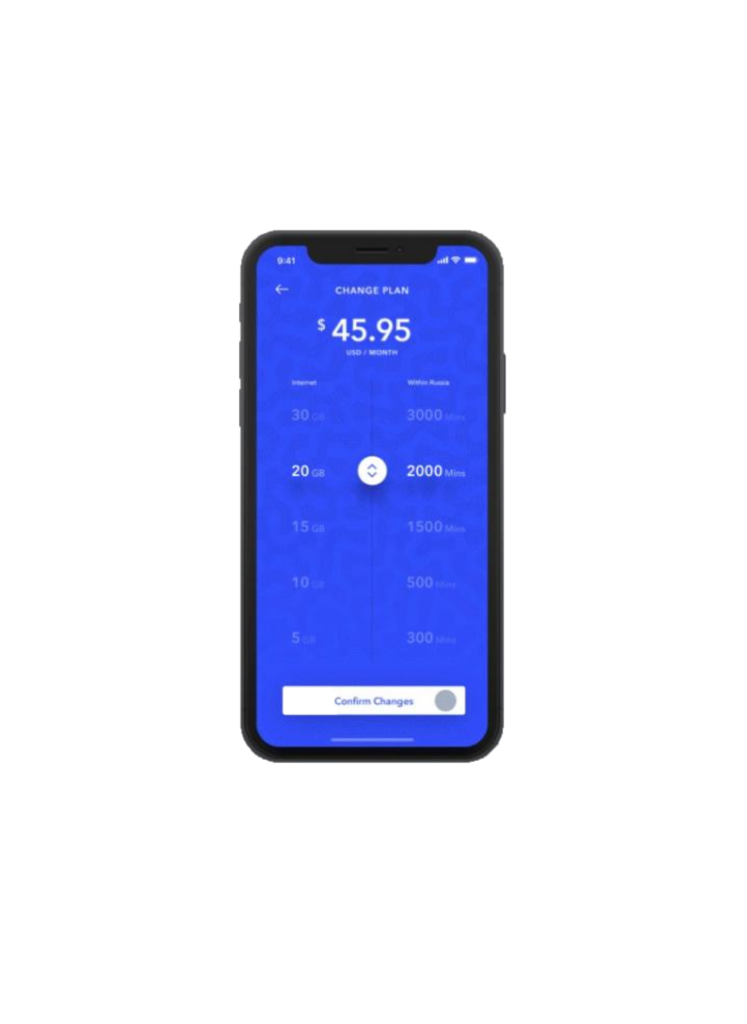 9:41
CHANGE PLAN
$ 45.95
USD / MONTH
Internet Within Russia
30 GB 3000 Mins
20 GB 2000 Mins
15 GB 1500 Mins
10 GB 500 Mins
5 GB 300 Mins
Confirm Changes